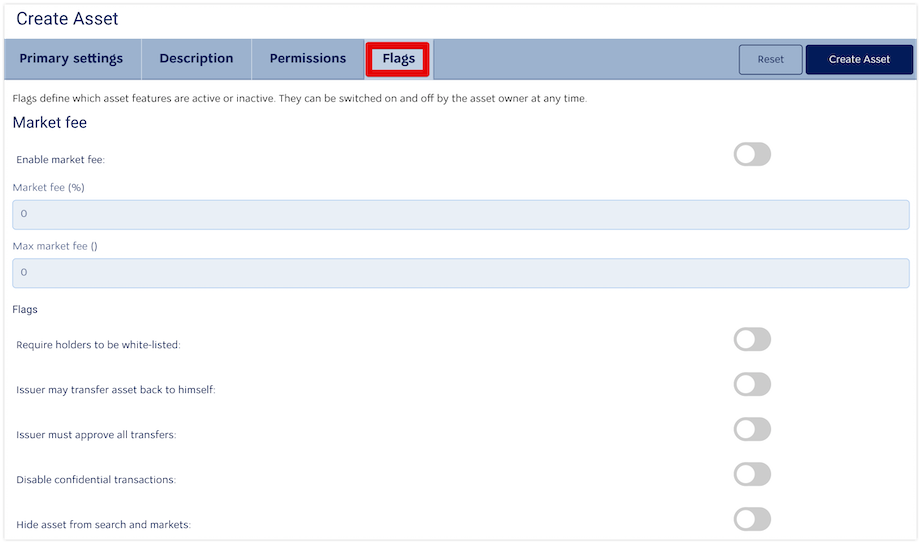 Create Asset
Primary settings Description Permissions Flags Reset Create Asset
Flags define which asset features are active or inactive. They can be switched on and off by the asset owner at any time.
Market fee
Enable market fee:
Market fee (%)
0
Max market fee ()
0
Flags
Require holders to be white-listed:
Issuer may transfer asset back to himself:
Issuer must approve all transfers:
Disable confidential transactions:
Hide asset from search and markets: